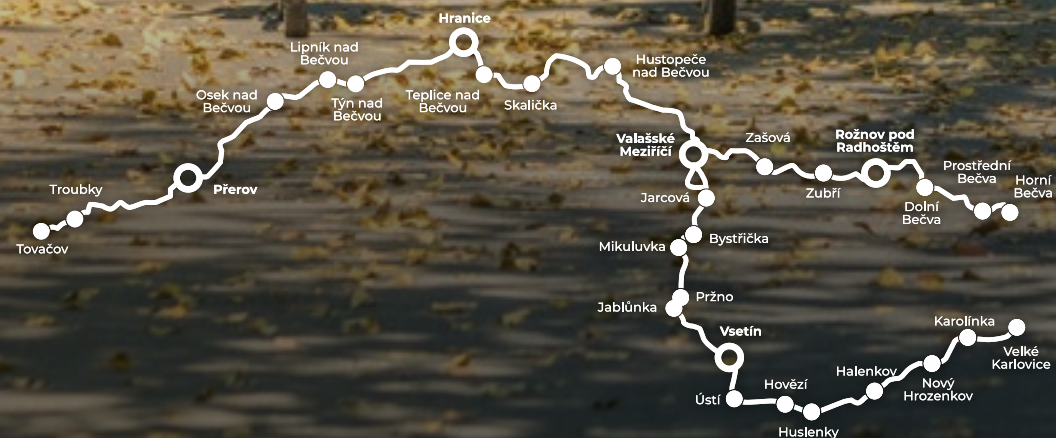 Hranice
Lipník nad
Bečvou
Hustopeče
nad Bečvou
Osek nad
Bečvou
Týn nad
Bečvou
Teplice nad
Bečvou
Skalička
Valašské
Meziříčí
Zašová
Rožnov pod
Radhoštěm
Prostřední
Bečva
Horní
Bečva
Troubky
Přerov
Zubří
Dolní
Bečva
Jarcová
Tovačov
Mikuluvka
Bystřička
Jablůnka
Pržno
Vsetín
Karolínka
Velké
Karlovice
Halenkov
Hovězí
Nový
Hrozenkov
Ústí
Huslenky